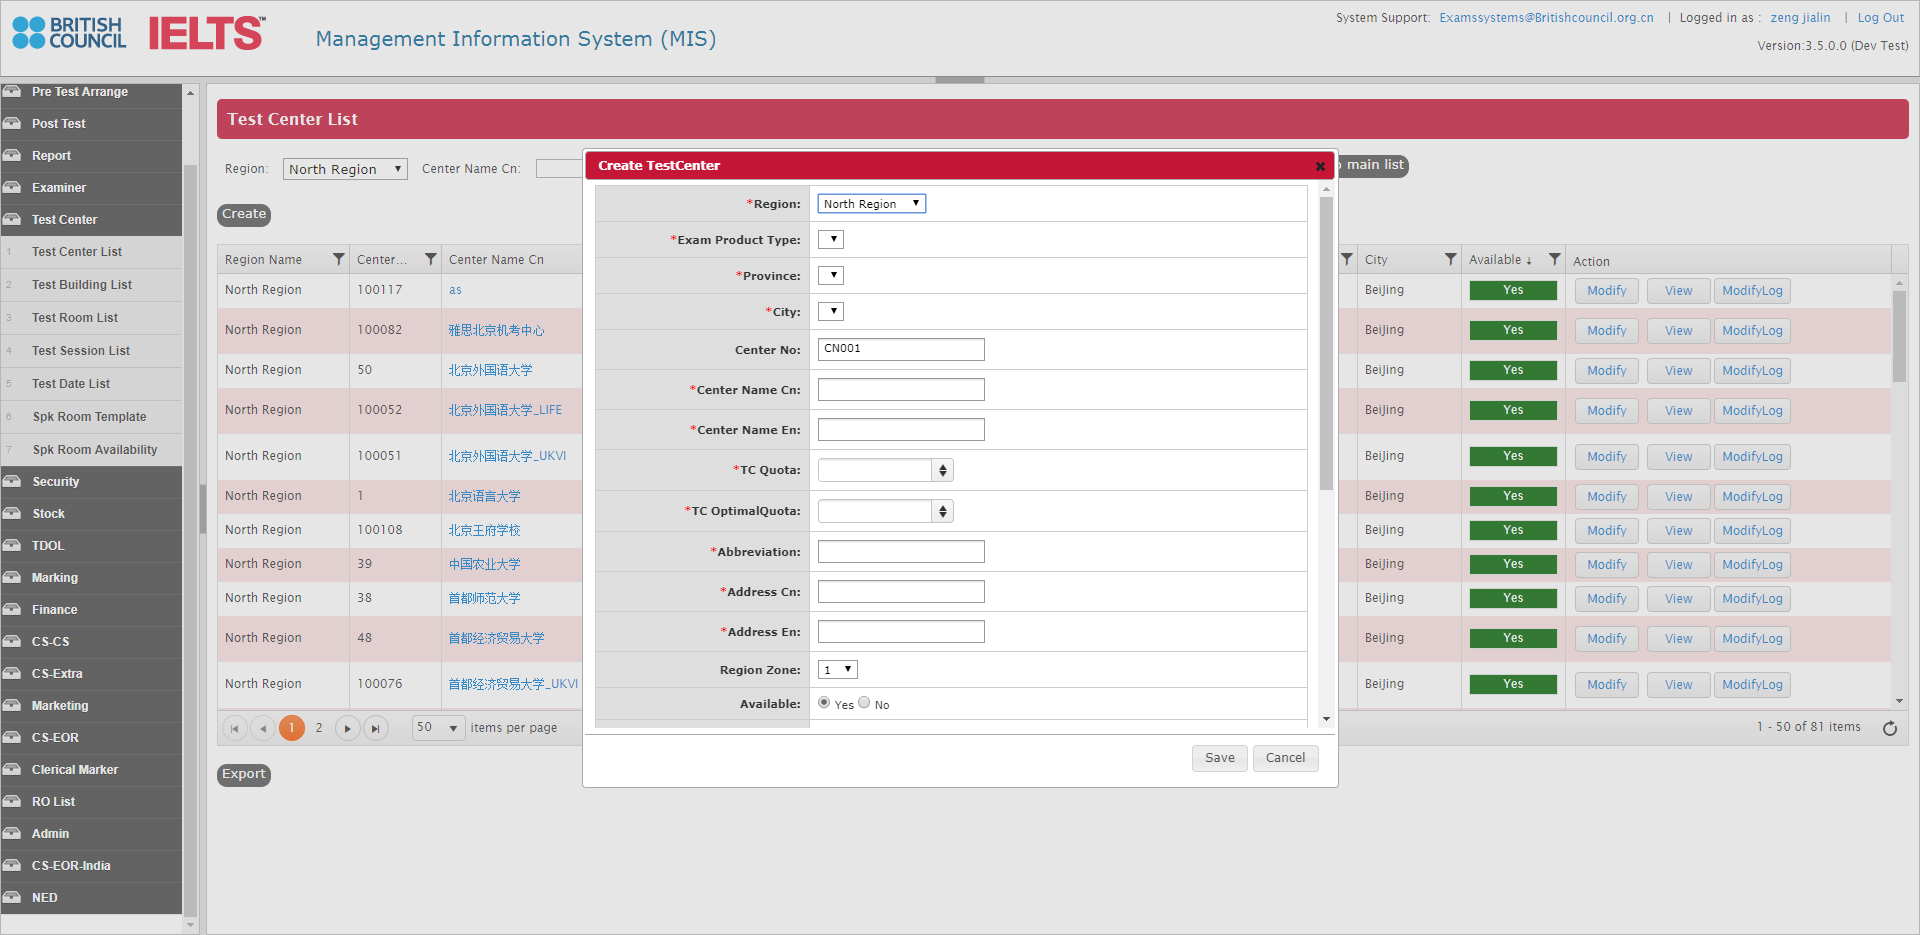 BRITISH COUNCIL
IELTS™
Management Information System (MIS)
System Support: Examssystems@Britishcouncil.org.cn | Logged in as : zeng jialin | Log Out
Version:3.5.0.0 (Dev Test)
Pre Test Arrange
Post Test
Report
Examiner
Test Center
1 Test Center List
2 Test Building List
3 Test Room List
4 Test Session List
5 Test Date List
6 Spk Room Template
7 Spk Room Availability
Security
Stock
TDOL
Marking
Finance
CS-CS
CS-Extra
Marketing
CS-EOR
Clerical Marker
RO List
Admin
CS-EOR-India
NED
Test Center List
Region: North Region Center Name Cn: main list
Create
Region Name Center... Center Name Cn City Available ↓ Action
North Region 100117 as BeiJing Yes Modify View ModifyLog
North Region 100082 雅思北京机考中心 BeiJing Yes Modify View ModifyLog
North Region 50 北京外国语大学 BeiJing Yes Modify View ModifyLog
North Region 100052 北京外国语大学_LIFE BeiJing Yes Modify View ModifyLog
North Region 100051 北京外国语大学_UKVI BeiJing Yes Modify View ModifyLog
North Region 1 北京语言大学 BeiJing Yes Modify View ModifyLog
North Region 100108 北京王府学校 BeiJing Yes Modify View ModifyLog
North Region 39 中国农业大学 BeiJing Yes Modify View ModifyLog
North Region 38 首都师范大学 BeiJing Yes Modify View ModifyLog
North Region 48 首都经济贸易大学 BeiJing Yes Modify View ModifyLog
North Region 100076 首都经济贸易大学_UKVI BeiJing Yes Modify View ModifyLog
1 2 50 items per page 1 - 50 of 81 items
Export
Create TestCenter
*Region: North Region
*Exam Product Type:
*Province:
*City:
Center No: CN001
*Center Name Cn:
*Center Name En:
*TC Quota:
*TC OptimalQuota:
*Abbreviation:
*Address Cn:
*Address En:
Region Zone: 1
Available: Yes No
Save Cancel